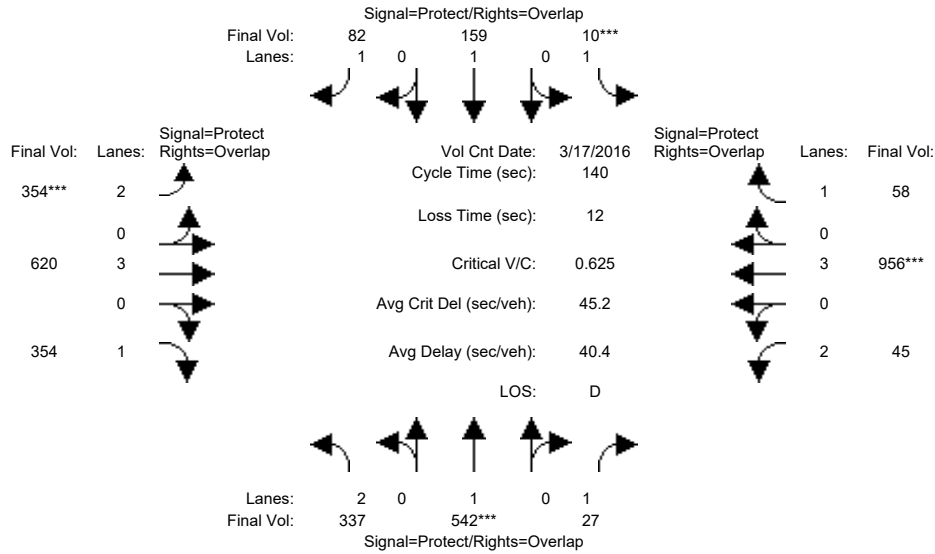 Signal=Protect/Rights=Overlap
Final Vol: 82 159 10***
Lanes: 1 0 1 0 1
Signal=Protect
Final Vol: Lanes: Rights=Overlap
Vol Cnt Date: 3/17/2016
Signal=Protect
Rights=Overlap Lanes: Final Vol:
Cycle Time (sec): 140
354*** 2
1 58
Loss Time (sec): 12
0
0
620 3
Critical V/C: 0.625
3 956***
0
Avg Crit Del (sec/veh): 45.2
0
354 1
Avg Delay (sec/veh): 40.4
2 45
LOS: D
Lanes: 2 0 1 0 1
Final Vol: 337 542*** 27
Signal=Protect/Rights=Overlap